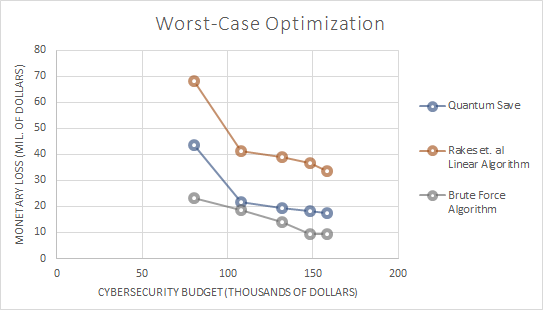 Worst-Case Optimization
80
70
60
50
40
30
20
10
0
MONETARY LOSS (MIL. OF DOLLARS)
0 50 100 150 200
CYBERSECURITY BUDGET (THOUSANDS OF DOLLARS)
Quantum Save
Rakes et. al
Linear Algorithm
Brute Force
Algorithm